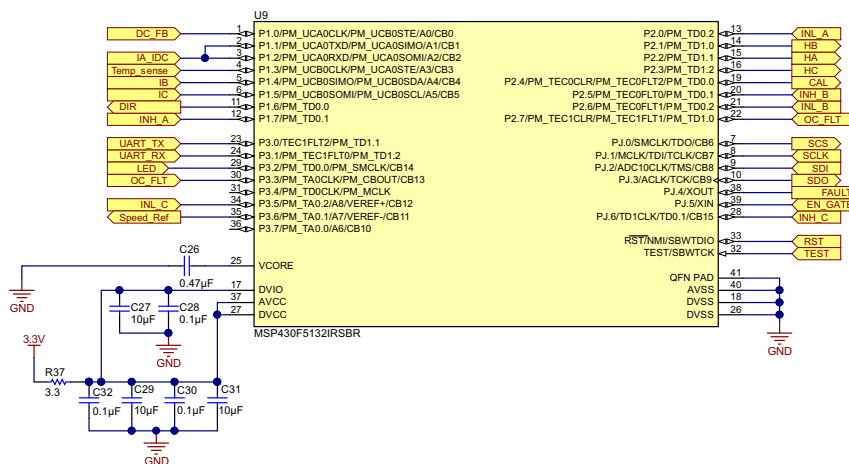 U9
DC_FB 1 P1.0/PM_UCA0CLK/PM_UCB0STE/A0/CB0
2 P1.1/PM_UCA0TXD/PM_UCA0SIMO/A1/CB1
IA_IDC 3 P1.2/PM_UCA0RXD/PM_UCA0SOMI/A2/CB2
Temp_sense 4 P1.3/PM_UCB0CLK/PM_UCA0STE/A3/CB3
IB 5 P1.4/PM_UCB0SIMO/PM_UCB0SDA/A4/CB4
IC 6 P1.5/PM_UCB0SOMI/PM_UCB0SCL/A5/CB5
DIR 11 P1.6/PM_TD0.0
INH_A 12 P1.7/PM_TD0.1
UART_TX 23 P3.0/TEC1FLT2/PM_TD1.1
UART_RX 24 P3.1/PM_TEC1FLT0/PM_TD1.2
LED 29 P3.2/PM_TD0.0/PM_SMCLK/CB14
OC_FLT 30 P3.3/PM_TA0CLK/PM_CBOUT/CB13
31 P3.4/PM_TD0CLK/PM_MCLK
INL_C 34 P3.5/PM_TA0.2/A8/VEREF+/CB12
Speed_Ref 35 P3.6/PM_TA0.1/A7/VEREF-/CB11
36 P3.7/PM_TA0.0/A6/CB10
25 VCORE
17 DVIO
37 AVCC
27 DVCC
P2.0/PM_TD0.2 13 INL_A
P2.1/PM_TD1.0 14 HB
P2.2/PM_TD1.1 15 HA
P2.3/PM_TD1.2 16 HC
P2.4/PM_TEC0CLR/PM_TEC0FLT2/PM_TD0.0 19 CAL
P2.5/PM_TEC0FLT0/PM_TD0.1 20 INH_B
P2.6/PM_TEC0FLT1/PM_TD0.2 21 INL_B
P2.7/PM_TEC1CLR/PM_TEC1FLT1/PM_TD1.0 22 OC_FLT
PJ.0/SMCLK/TDO/CB6 7 SCS
PJ.1/MCLK/TDI/TCLK/CB7 8 SCLK
PJ.2/ADC10CLK/TMS/CB8 9 SDI
PJ.3/ACLK/TCK/CB9 10 SDO
PJ.4/XOUT 38 FAULT
PJ.5/XIN 39 EN_GATE
PJ.6/TD1CLK/TD0.1/CB15 28 INH_C
RST/NMI/SBWTDIO 33 RST
TEST/SBWTCK 32 TEST
QFN PAD 41
AVSS 40
DVSS 18
DVSS 26
GND
MSP430F5132IRSBR
C26
0.47µF
GND
C27
10µF
C28
0.1µF
GND
3.3V
R37
3.3
C32
0.1µF
C29
10µF
C30
0.1µF
C31
10µF
GND